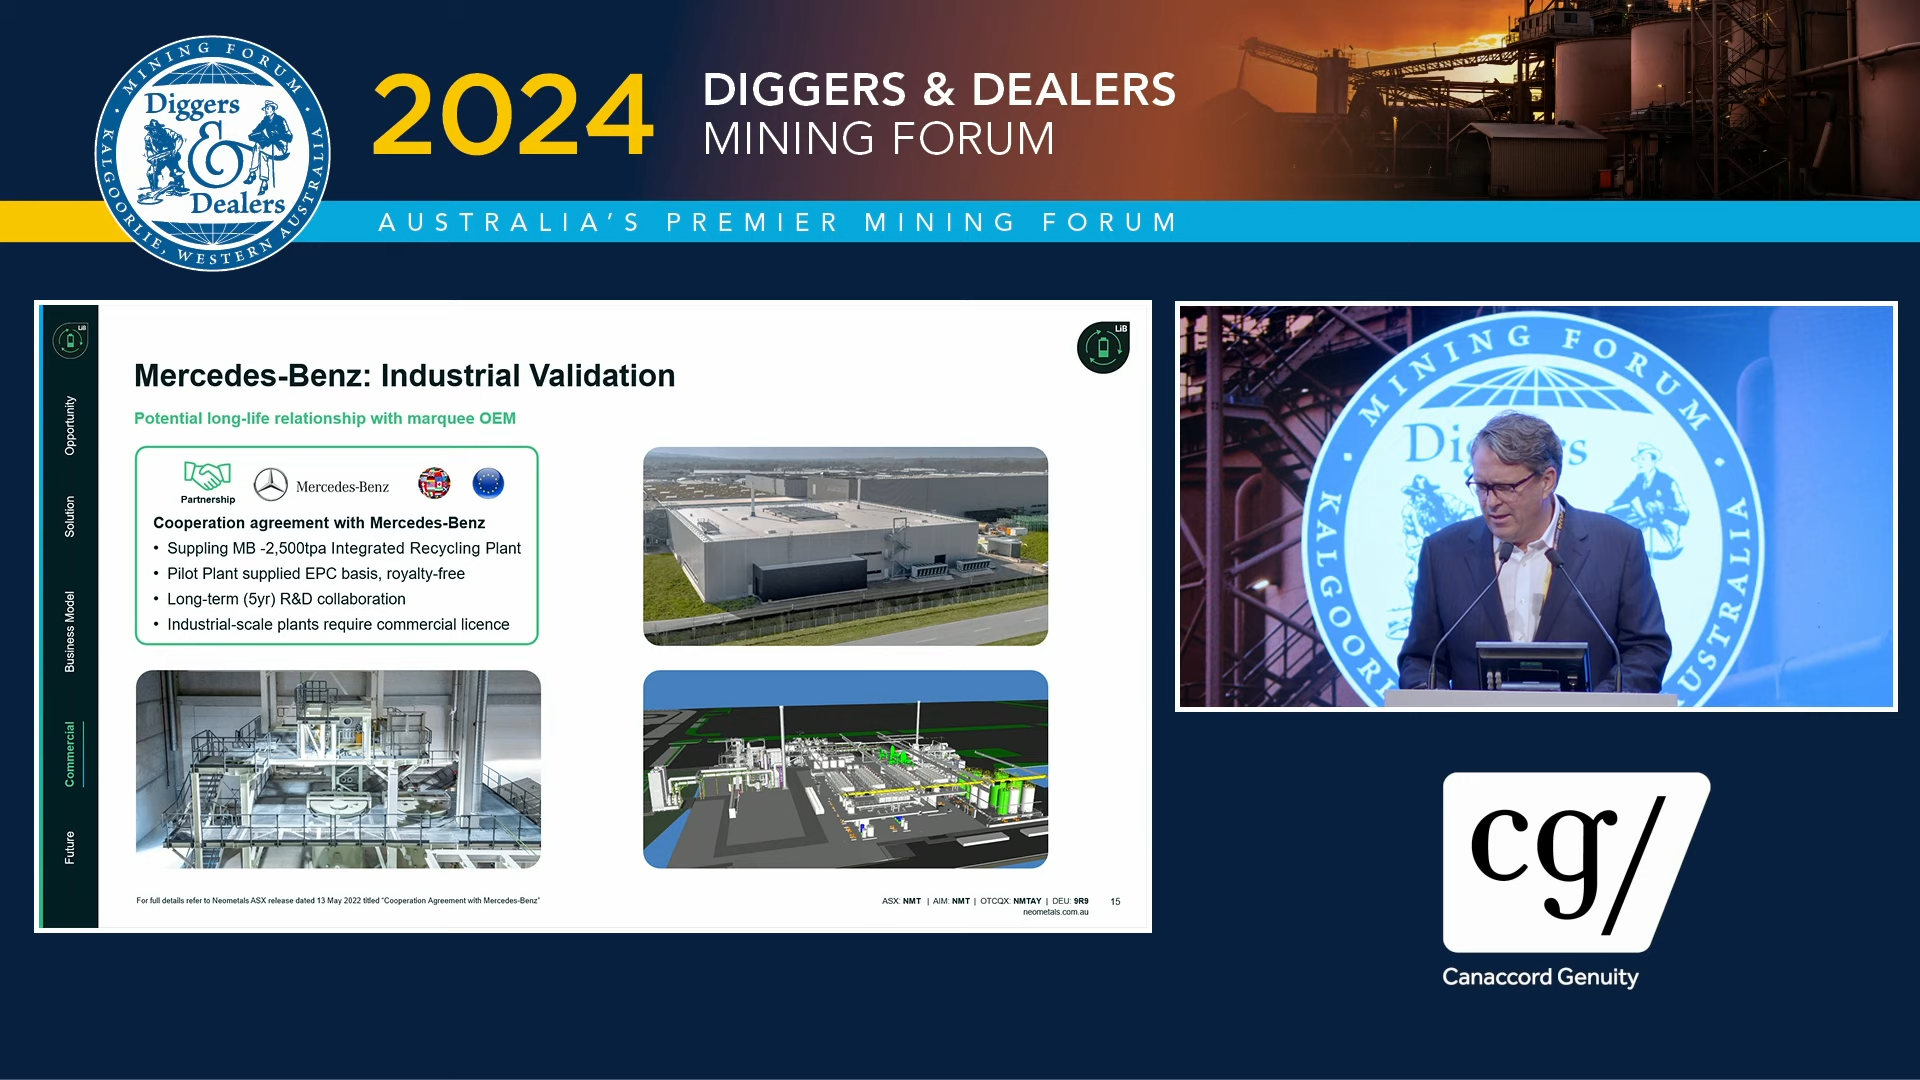 MINING FORUM
Diggers
&
Dealers
KALGOORLIE, WESTERN AUSTRALIA
2024
DIGGERS & DEALERS
MINING FORUM
AUSTRALIA'S PREMIER MINING FORUM
LiB
Opportunity
Solution
Business Model
Commercial
Future
LiB
Mercedes-Benz: Industrial Validation
Potential long-life relationship with marquee OEM
Partnership
Mercedes-Benz
Cooperation agreement with Mercedes-Benz
• Suppling MB -2,500tpa Integrated Recycling Plant
• Pilot Plant supplied EPC basis, royalty-free
• Long-term (5yr) R&D collaboration
• Industrial-scale plants require commercial licence
For full details refer to Neometals ASX release dated 13 May 2022 titled "Cooperation Agreement with Mercedes-Benz"
ASX: NMT | AIM: NMT | OTCQX: NMTAY | DEU: 9R9
neometals.com.au
15
MINING FORUM
KALGOORL
AUSTRALIA
cg/
Canaccord Genuity